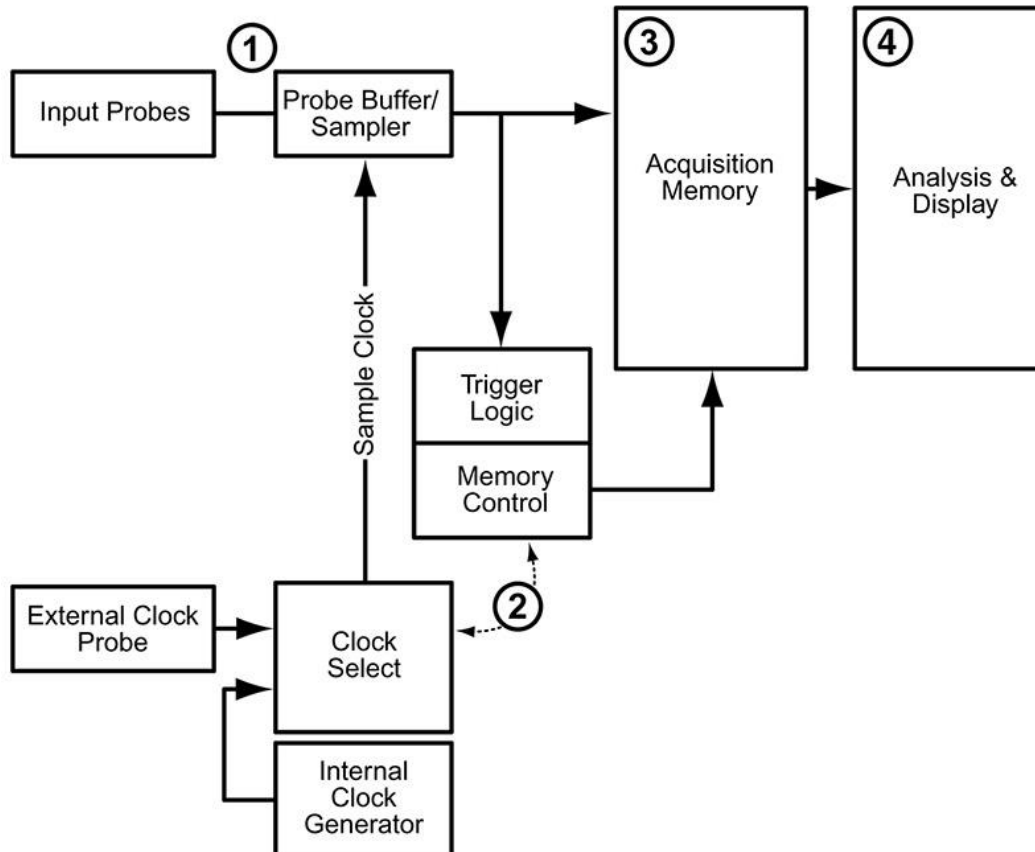 1
3
4
Input Probes
Probe Buffer/
Sampler
Acquisition
Memory
Analysis &
Display
Sample Clock
Trigger
Logic
Memory
Control
2
External Clock
Probe
Clock
Select
Internal
Clock
Generator